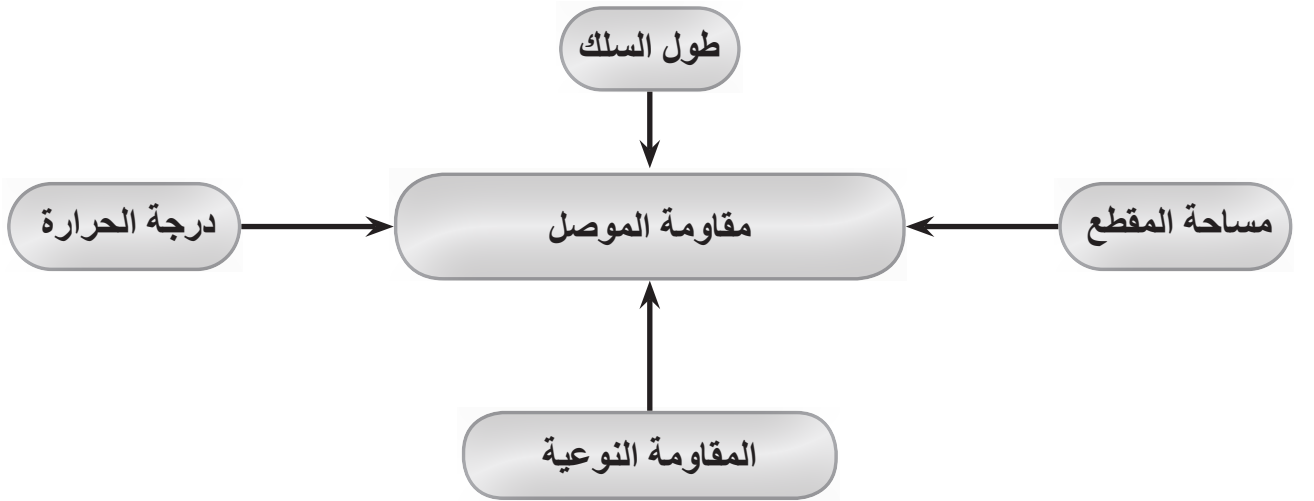 طول السلك
مساحة المقطع
مقاومة الموصل
درجة الحرارة
المقاومة النوعية